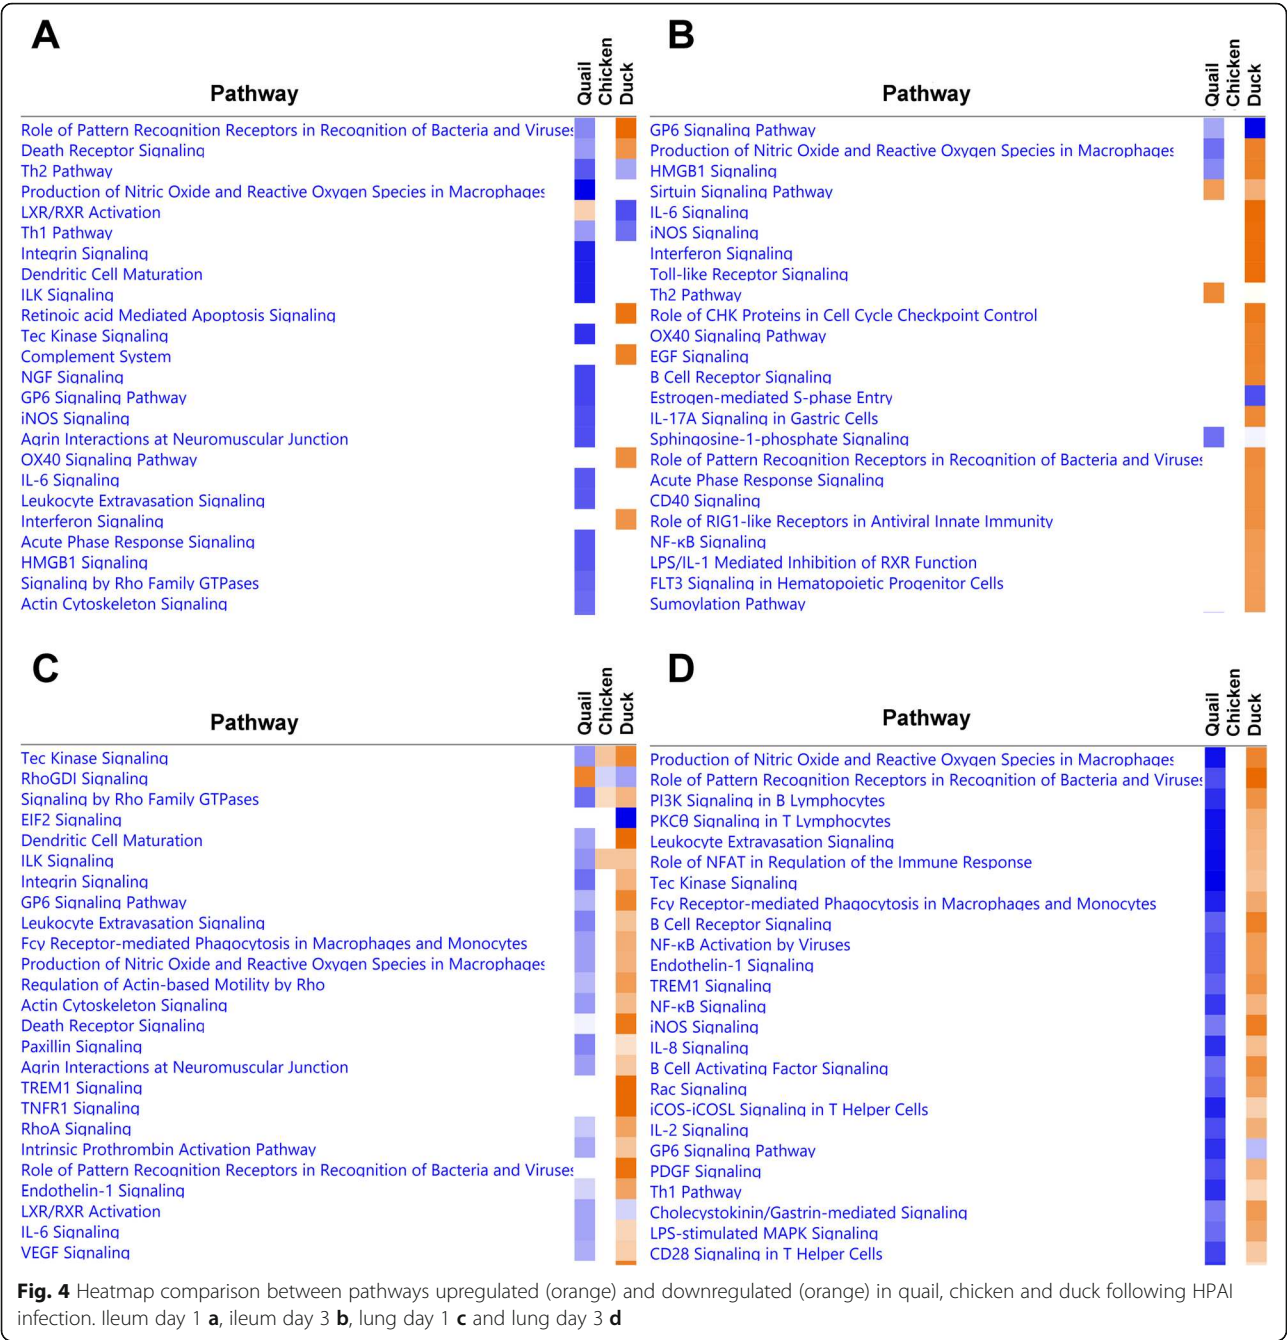 A
Pathway
Quail
Chicken
Duck
Role of Pattern Recognition Receptors in Recognition of Bacteria and Viruses
Death Receptor Signaling
Th2 Pathway
Production of Nitric Oxide and Reactive Oxygen Species in Macrophages
LXR/RXR Activation
Th1 Pathway
Integrin Signaling
Dendritic Cell Maturation
ILK Signaling
Retinoic acid Mediated Apoptosis Signaling
Tec Kinase Signaling
Complement System
NGF Signaling
GP6 Signaling Pathway
iNOS Signaling
Agrin Interactions at Neuromuscular Junction
OX40 Signaling Pathway
IL-6 Signaling
Leukocyte Extravasation Signaling
Interferon Signaling
Acute Phase Response Signaling
HMGB1 Signaling
Signaling by Rho Family GTPases
Actin Cytoskeleton Signaling
B
Pathway
Quail
Chicken
Duck
GP6 Signaling Pathway
Production of Nitric Oxide and Reactive Oxygen Species in Macrophages
HMGB1 Signaling
Sirtuin Signaling Pathway
IL-6 Signaling
iNOS Signaling
Interferon Signaling
Toll-like Receptor Signaling
Th2 Pathway
Role of CHK Proteins in Cell Cycle Checkpoint Control
OX40 Signaling Pathway
EGF Signaling
B Cell Receptor Signaling
Estrogen-mediated S-phase Entry
IL-17A Signaling in Gastric Cells
Sphingosine-1-phosphate Signaling
Role of Pattern Recognition Receptors in Recognition of Bacteria and Viruses
Acute Phase Response Signaling
CD40 Signaling
Role of RIG1-like Receptors in Antiviral Innate Immunity
NF-κB Signaling
LPS/IL-1 Mediated Inhibition of RXR Function
FLT3 Signaling in Hematopoietic Progenitor Cells
Sumoylation Pathway
C
Pathway
Quail
Chicken
Duck
Tec Kinase Signaling
RhoGDI Signaling
Signaling by Rho Family GTPases
EIF2 Signaling
Dendritic Cell Maturation
ILK Signaling
Integrin Signaling
GP6 Signaling Pathway
Leukocyte Extravasation Signaling
Fcγ Receptor-mediated Phagocytosis in Macrophages and Monocytes
Production of Nitric Oxide and Reactive Oxygen Species in Macrophages
Regulation of Actin-based Motility by Rho
Actin Cytoskeleton Signaling
Death Receptor Signaling
Paxillin Signaling
Agrin Interactions at Neuromuscular Junction
TREM1 Signaling
TNFR1 Signaling
RhoA Signaling
Intrinsic Prothrombin Activation Pathway
Role of Pattern Recognition Receptors in Recognition of Bacteria and Viruses
Endothelin-1 Signaling
LXR/RXR Activation
IL-6 Signaling
VEGF Signaling
D
Pathway
Quail
Chicken
Duck
Production of Nitric Oxide and Reactive Oxygen Species in Macrophages
Role of Pattern Recognition Receptors in Recognition of Bacteria and Viruses
PI3K Signaling in B Lymphocytes
PKCθ Signaling in T Lymphocytes
Leukocyte Extravasation Signaling
Role of NFAT in Regulation of the Immune Response
Tec Kinase Signaling
Fcγ Receptor-mediated Phagocytosis in Macrophages and Monocytes
B Cell Receptor Signaling
NF-κB Activation by Viruses
Endothelin-1 Signaling
TREM1 Signaling
NF-κB Signaling
iNOS Signaling
IL-8 Signaling
B Cell Activating Factor Signaling
Rac Signaling
iCOS-iCOSL Signaling in T Helper Cells
IL-2 Signaling
GP6 Signaling Pathway
PDGF Signaling
Th1 Pathway
Cholecystokinin/Gastrin-mediated Signaling
LPS-stimulated MAPK Signaling
CD28 Signaling in T Helper Cells
Fig. 4 Heatmap comparison between pathways upregulated (orange) and downregulated (orange) in quail, chicken and duck following HPAI
infection. Ileum day 1 a, ileum day 3 b, lung day 1 c and lung day 3 d